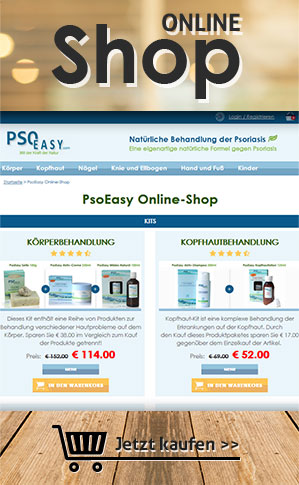 ONLINE
Shop
Login / Registrieren
PSOEASY.com
Mit der Kraft der Natur
Natürliche Behandlung der Psoriasis
Eine eigenartige natürliche Formel gegen Psoriasis
Körper Kopfhaut Nägel Knie und Ellbogen Hand und Fuß Kinder
Startseite > PsoEasy Online-Shop
PsoEasy Online-Shop
KITS
KÖRPERBEHANDLUNG
KOPFHAUTBEHANDLUNG
Dieses Kit enthält eine Reihe von Produkten zur
Behandlung verschiedener Hautprobleme auf dem
Körper. Sparen Sie € 38.00 im Vergleich zum Kauf
der Produkte getrennt!
Preis: € 152.00 € 114.00
MEHR
IN DEN WARENKORB
Kopfhaut-Kit ist eine komplexe Behandlung der
Erkrankungen auf der Kopfhaut. Durch
den Kauf dieses Produktpaketes sparen Sie € 17.00
gegenüber dem Einzelkauf der Artikel.
Preis: € 69.00 € 52.00
MEHR
IN DEN WARENKORB
Jetzt kaufen >>